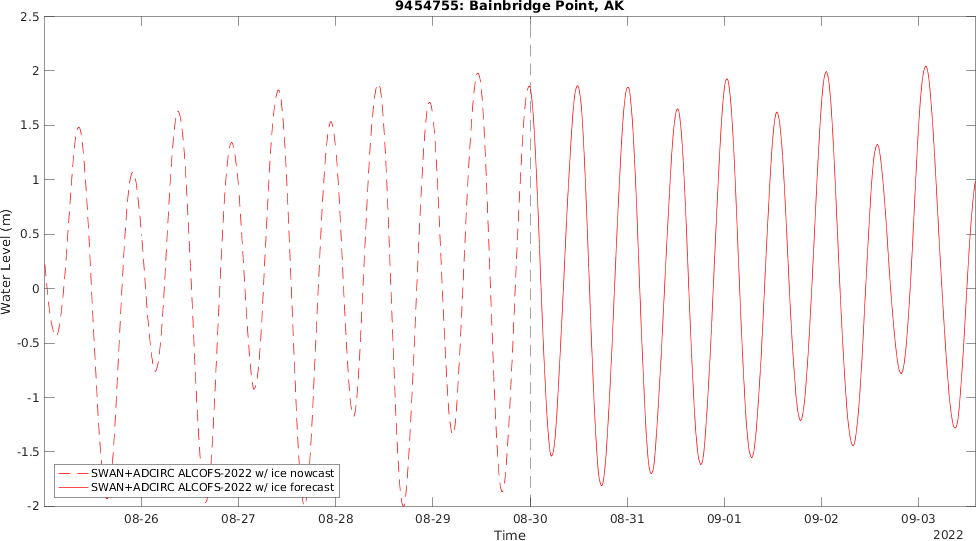 9454755: Bainbridge Point, AK
2.5
2
1.5
1
0.5
0
-0.5
-1
-1.5
-2
Water Level (m)
SWAN+ADCIRC ALCOFS-2022 w/ ice nowcast
SWAN+ADCIRC ALCOFS-2022 w/ ice forecast
08-26 08-27 08-28 08-29 08-30 08-31 09-01 09-02 09-03
Time
2022